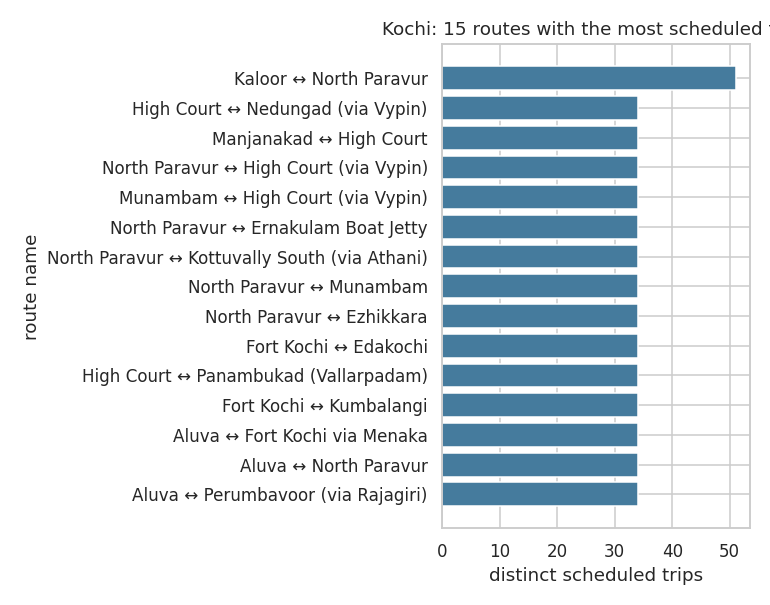 Kochi: 15 routes with the most scheduled
Kaloor ↔ North Paravur
High Court ↔ Nedungad (via Vypin)
Manjanakad ↔ High Court
North Paravur ↔ High Court (via Vypin)
Munambam ↔ High Court (via Vypin)
North Paravur ↔ Ernakulam Boat Jetty
North Paravur ↔ Kottuvally South (via Athani)
North Paravur ↔ Munambam
North Paravur ↔ Ezhikkara
Fort Kochi ↔ Edakochi
High Court ↔ Panambukad (Vallarpadam)
Fort Kochi ↔ Kumbalangi
Aluva ↔ Fort Kochi via Menaka
Aluva ↔ North Paravur
Aluva ↔ Perumbavoor (via Rajagiri)
route name
0 10 20 30 40 50
distinct scheduled trips